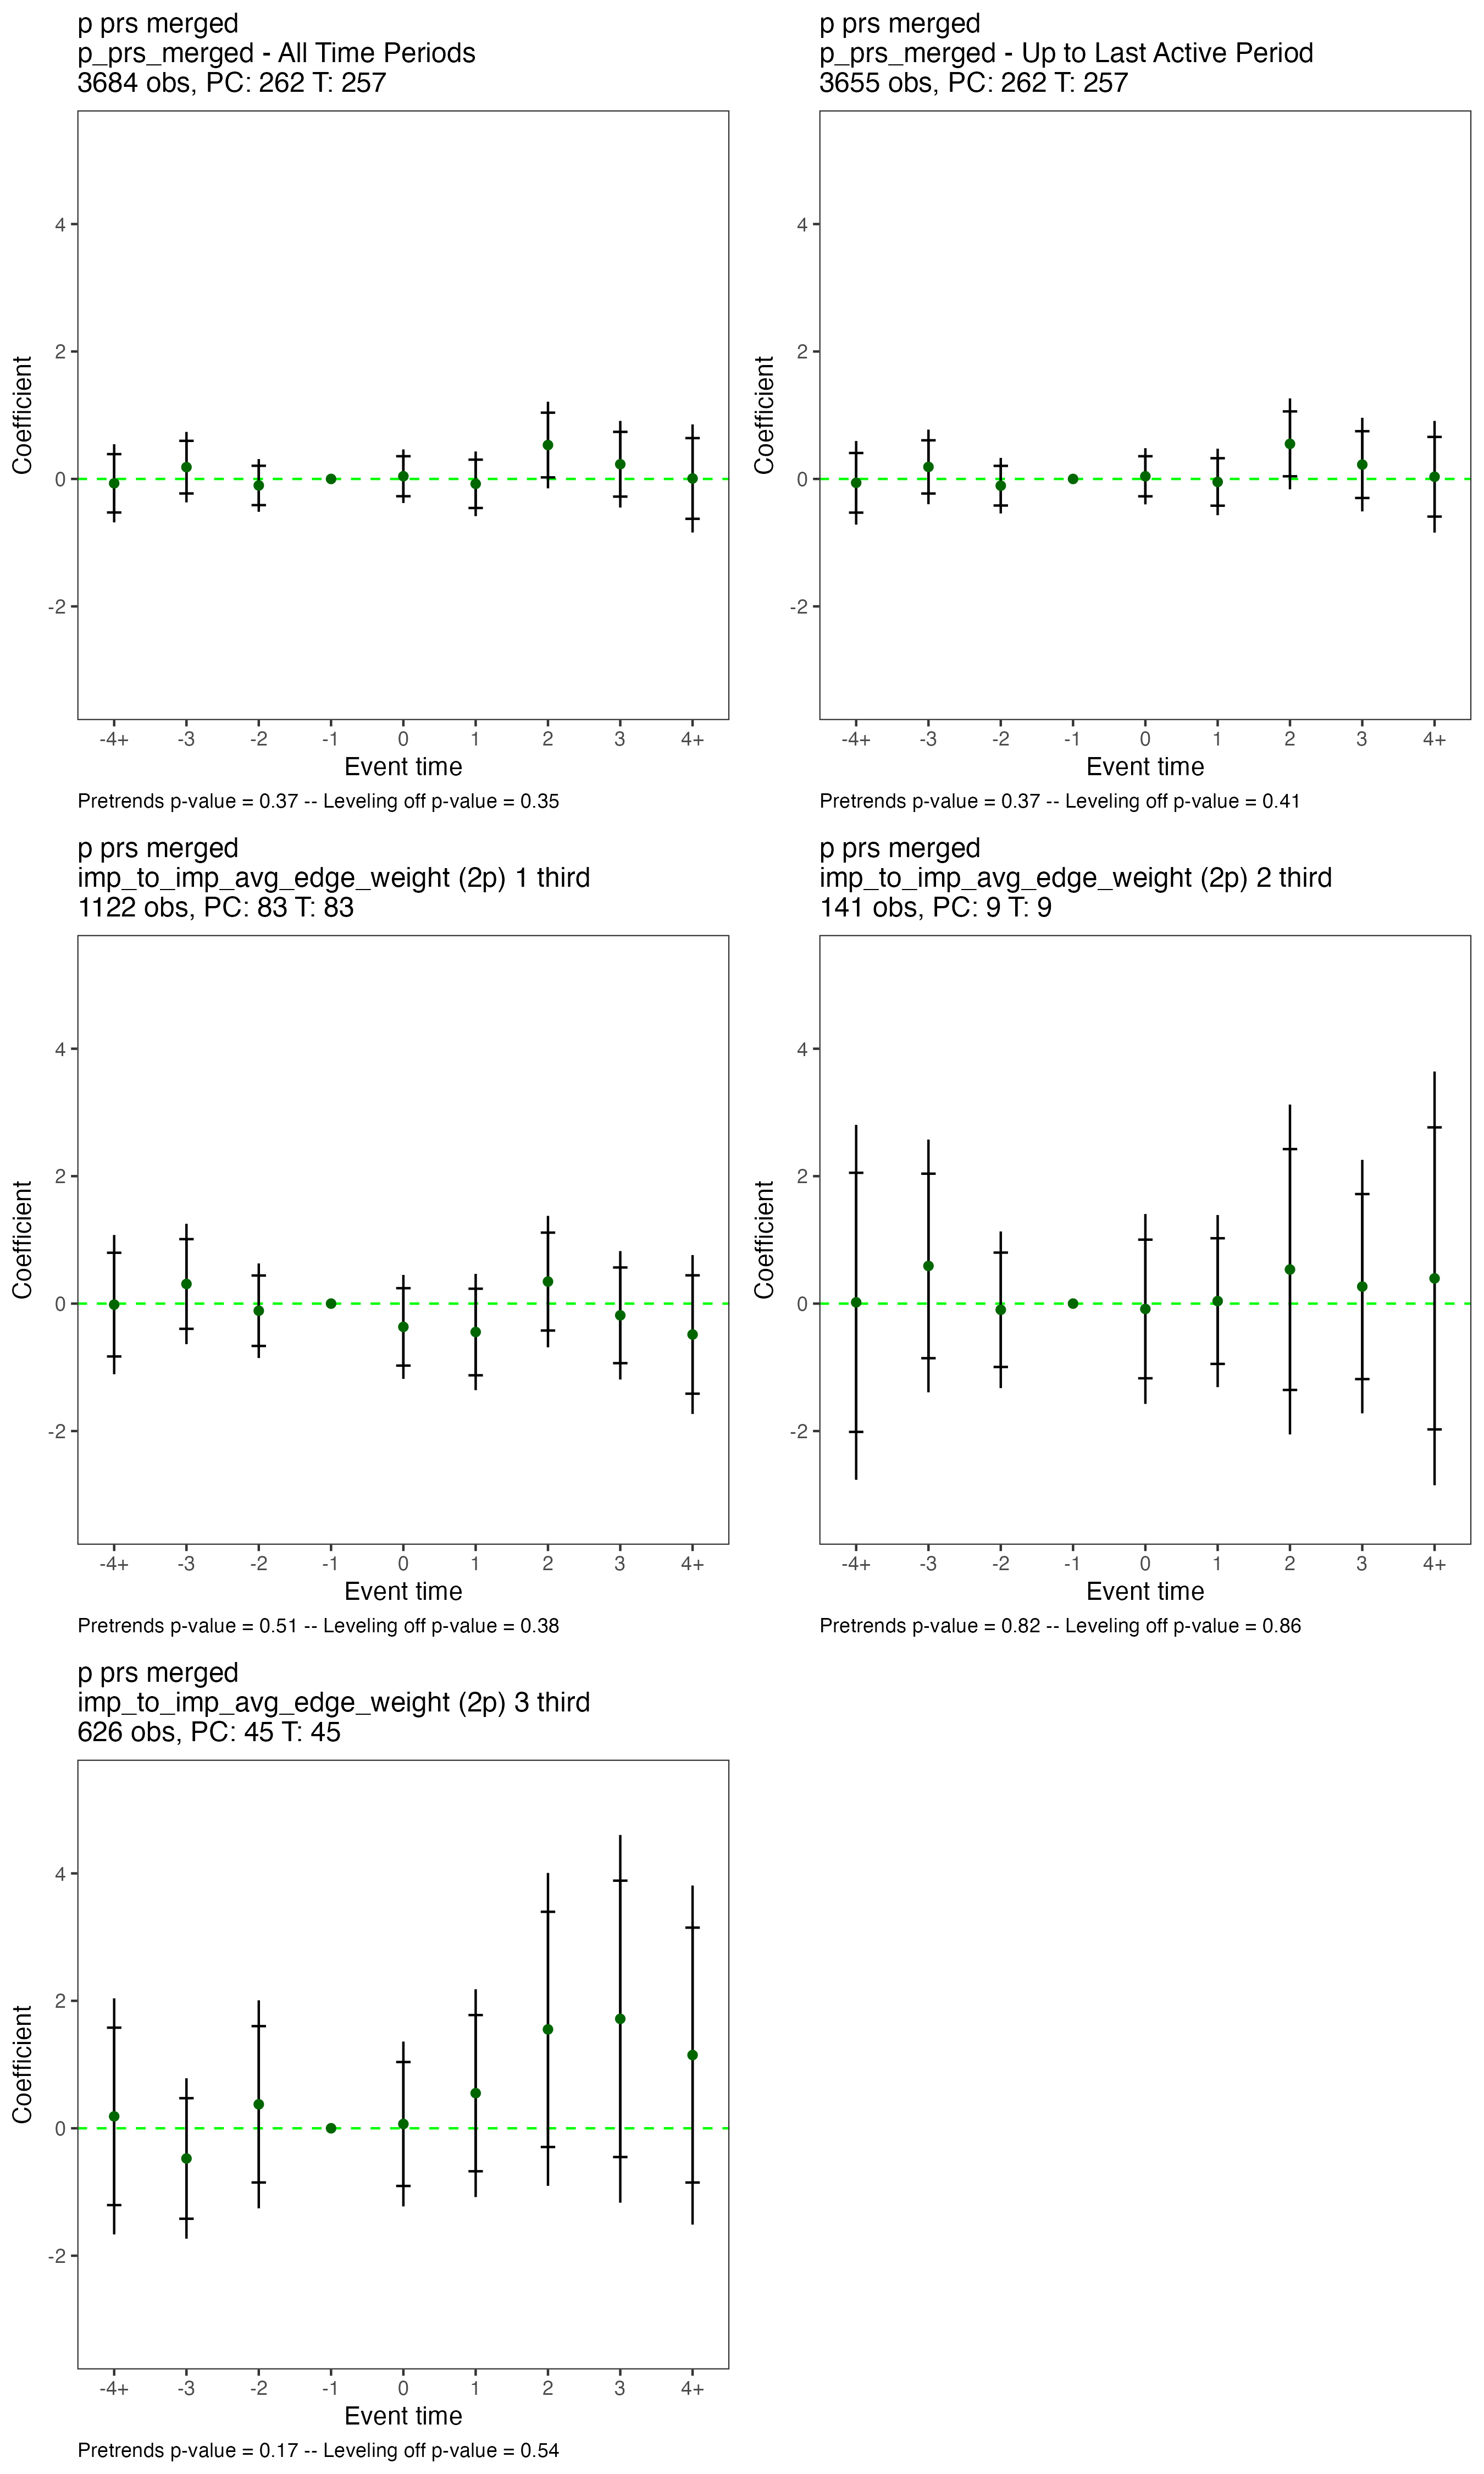 p prs merged
p_prs_merged - All Time Periods
3684 obs, PC: 262 T: 257
Coefficient
4
2
0
-2
-4+ -3 -2 -1 0 1 2 3 4+
Event time
Pretrends p-value = 0.37 -- Leveling off p-value = 0.35
p prs merged
p_prs_merged - Up to Last Active Period
3655 obs, PC: 262 T: 257
Coefficient
4
2
0
-2
-4+ -3 -2 -1 0 1 2 3 4+
Event time
Pretrends p-value = 0.37 -- Leveling off p-value = 0.41
p prs merged
imp_to_imp_avg_edge_weight (2p) 1 third
1122 obs, PC: 83 T: 83
Coefficient
4
2
0
-2
-4+ -3 -2 -1 0 1 2 3 4+
Event time
Pretrends p-value = 0.51 -- Leveling off p-value = 0.38
p prs merged
imp_to_imp_avg_edge_weight (2p) 2 third
141 obs, PC: 9 T: 9
Coefficient
4
2
0
-2
-4+ -3 -2 -1 0 1 2 3 4+
Event time
Pretrends p-value = 0.82 -- Leveling off p-value = 0.86
p prs merged
imp_to_imp_avg_edge_weight (2p) 3 third
626 obs, PC: 45 T: 45
Coefficient
4
2
0
-2
-4+ -3 -2 -1 0 1 2 3 4+
Event time
Pretrends p-value = 0.17 -- Leveling off p-value = 0.54